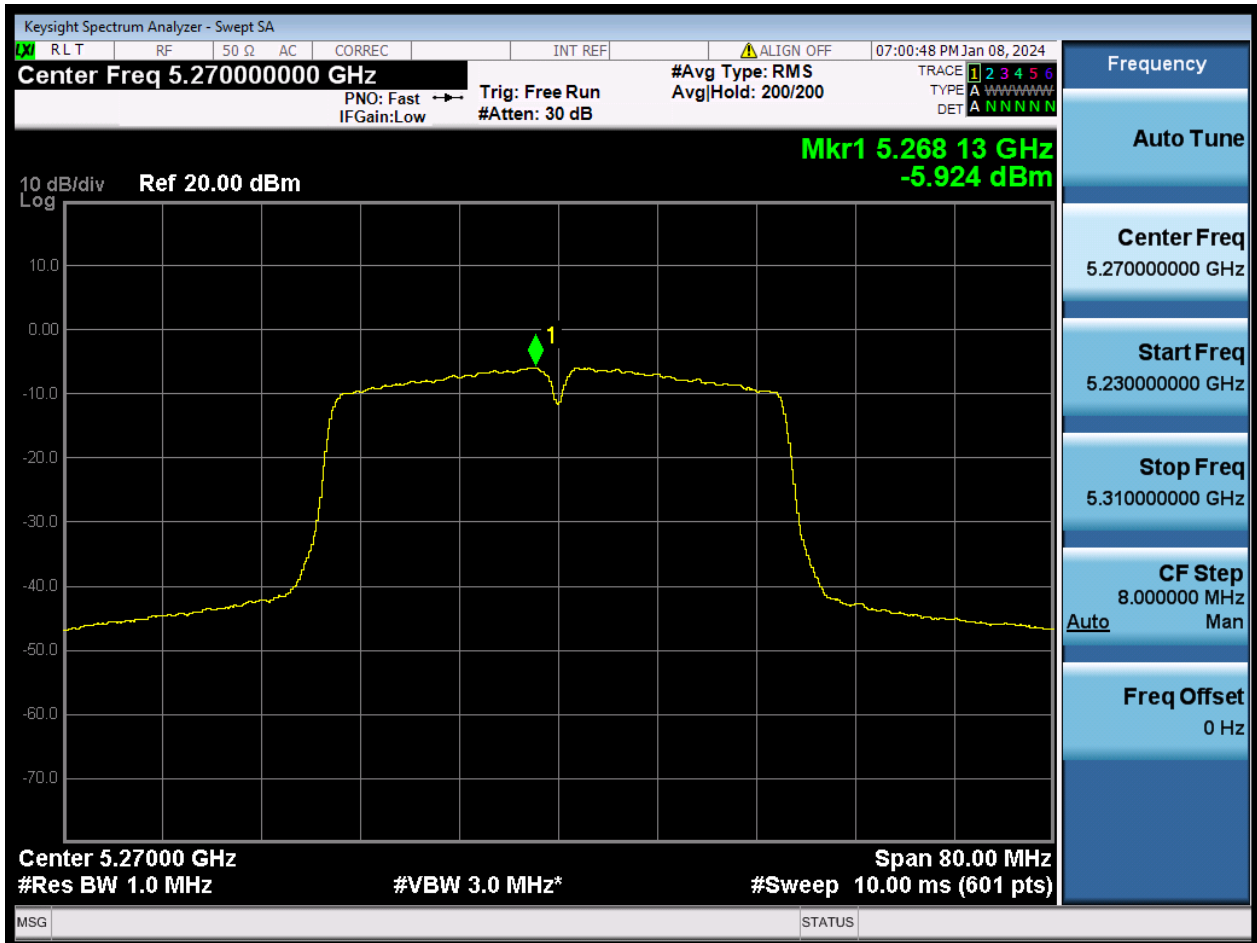 Keysight Spectrum Analyzer - Swept SA
LXI RLT RF 50 Ω AC CORREC INT REF ALIGN OFF 07:00:48 PM Jan 08, 2024
Center Freq 5.270000000 GHz
PNO: Fast
IFGain:Low
Trig: Free Run
#Atten: 30 dB
#Avg Type: RMS
Avg|Hold: 200/200
TRACE 1 2 3 4 5 6
TYPE A WWWWW
DET A N N N N N
Mkr1 5.268 13 GHz
-5.924 dBm
10 dB/div Ref 20.00 dBm
Log
10.0
0.00
1
-10.0
-20.0
-30.0
-40.0
-50.0
-60.0
-70.0
Center 5.27000 GHz Span 80.00 MHz
#Res BW 1.0 MHz #VBW 3.0 MHz* #Sweep 10.00 ms (601 pts)
MSG STATUS
Frequency
Auto Tune
Center Freq
5.270000000 GHz
Start Freq
5.230000000 GHz
Stop Freq
5.310000000 GHz
CF Step
8.000000 MHz
Auto Man
Freq Offset
0 Hz